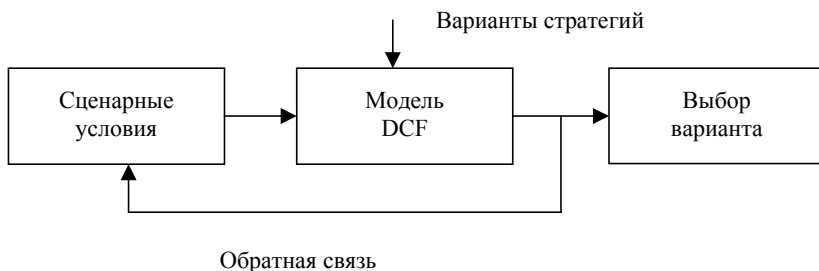 Варианты стратегий
Сценарные
условия
Модель
DCF
Выбор
варианта
Обратная связь